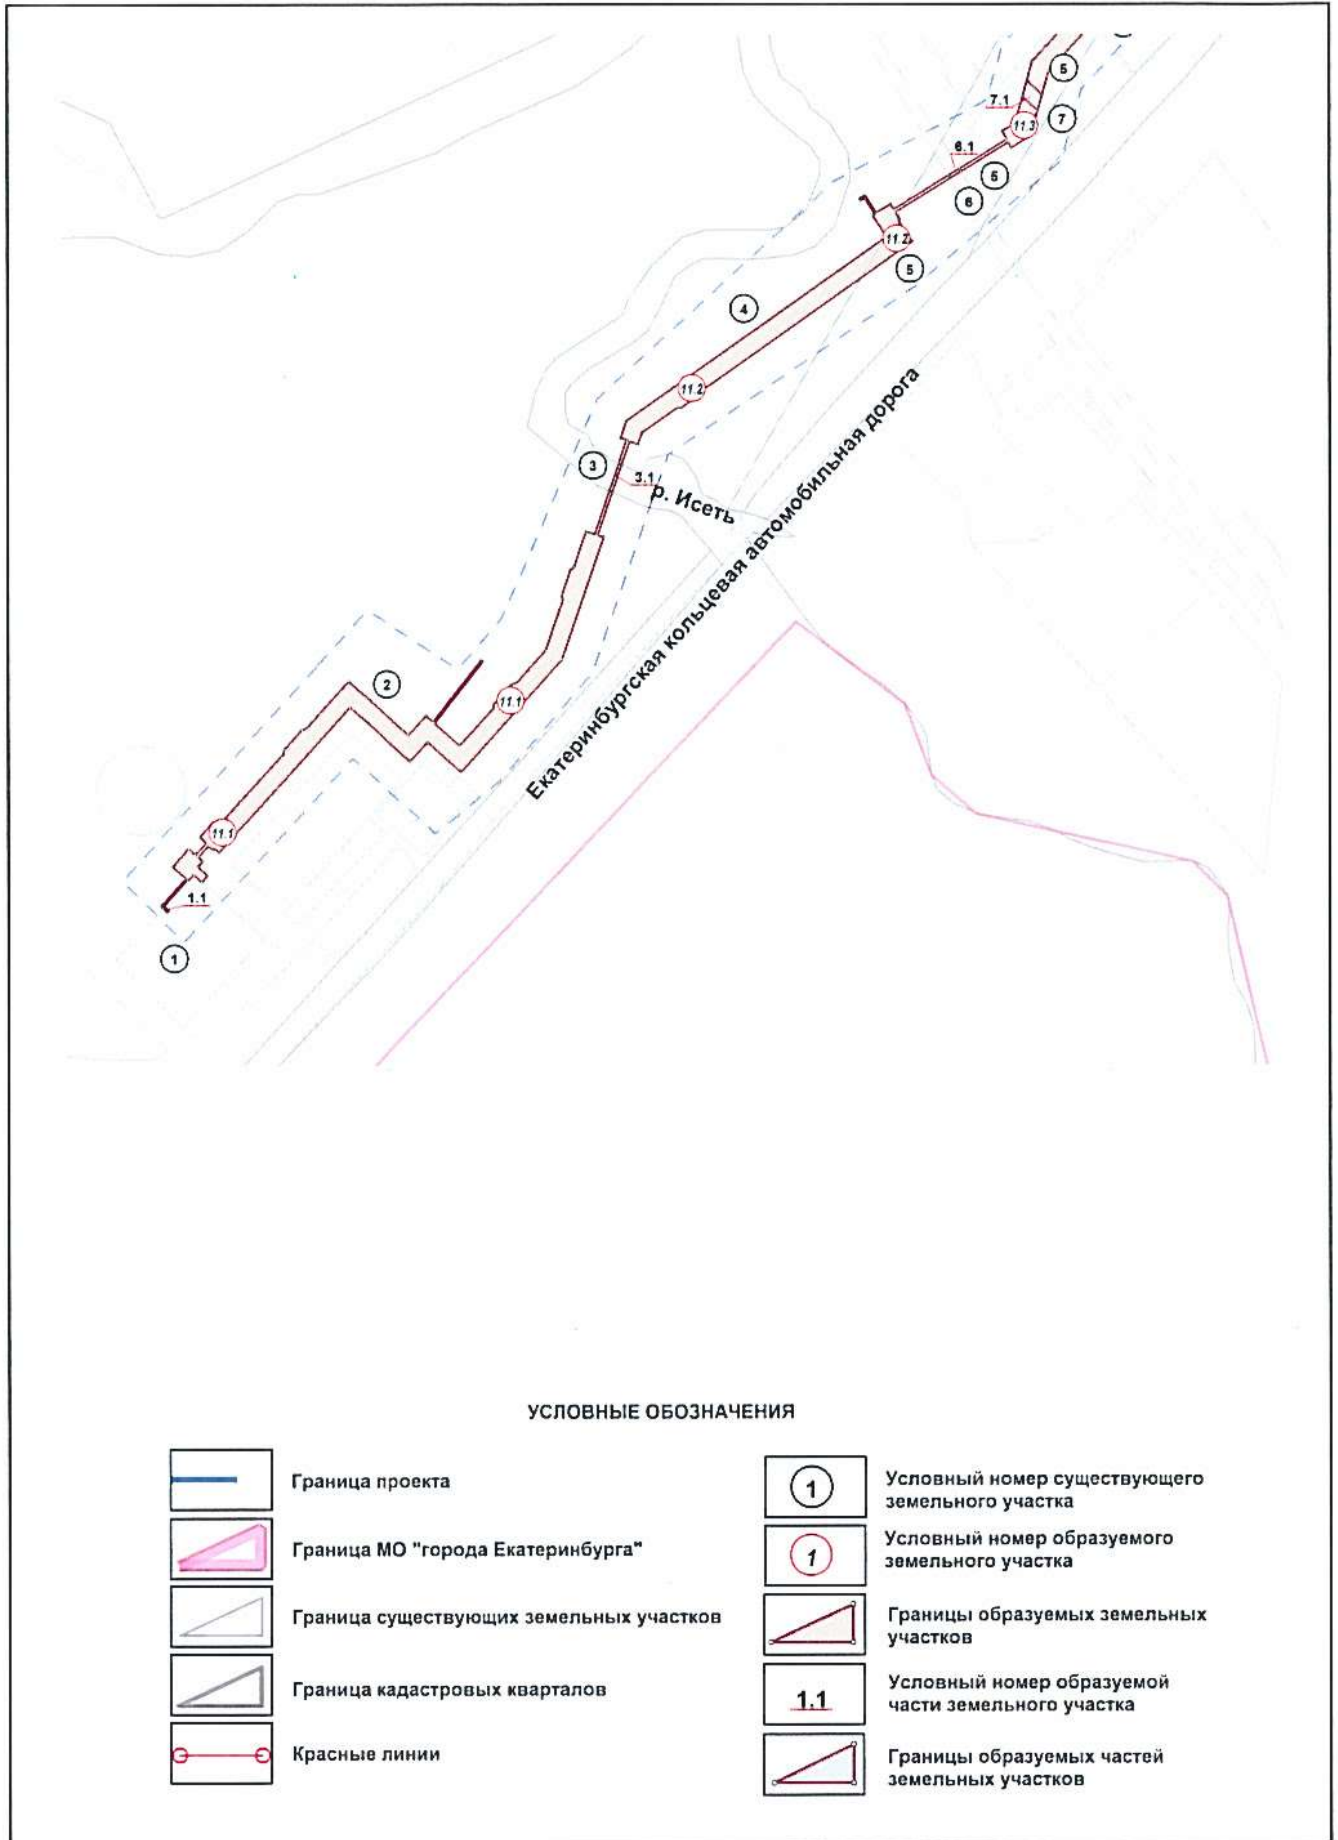 5
7.1
11.3
7
6.1
5
6
11.2
5
4
11.2
3
3.1
р. Исеть
Екатеринбургская кольцевая автомобильная дорога
2
11.1
11.1
1.1
1
УСЛОВНЫЕ ОБОЗНАЧЕНИЯ
Граница проекта
Граница МО "города Екатеринбурга"
Граница существующих земельных участков
Граница кадастровых кварталов
Красные линии
1
Условный номер существующего
земельного участка
1
Условный номер образуемого
земельного участка
Границы образуемых земельных
участков
1.1
Условный номер образуемой
части земельного участка
Границы образуемых частей
земельных участков